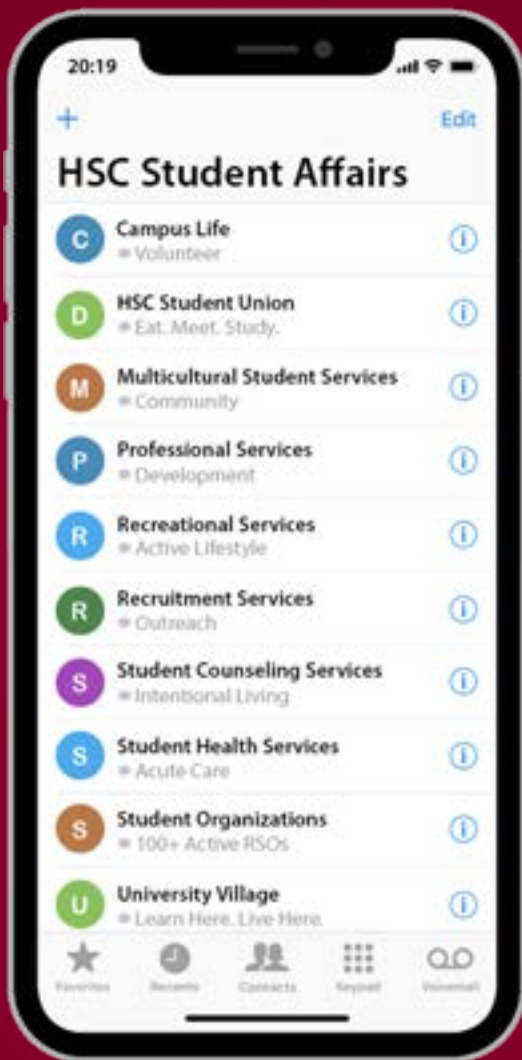 20:19
Edit
HSC Student Affairs
C
Campus Life
Volunteer
D
HSC Student Union
Eat. Meet. Study.
M
Multicultural Student Services
Community
P
Professional Services
Development
R
Recreational Services
Active Lifestyle
R
Recruitment Services
Outreach
S
Student Counseling Services
Intentional Living
S
Student Health Services
Acute Care
S
Student Organizations
100+ Active RSOs
U
University Village
Learn Here. Live Here.
Favorites Recents Contacts Keypad Voicemail